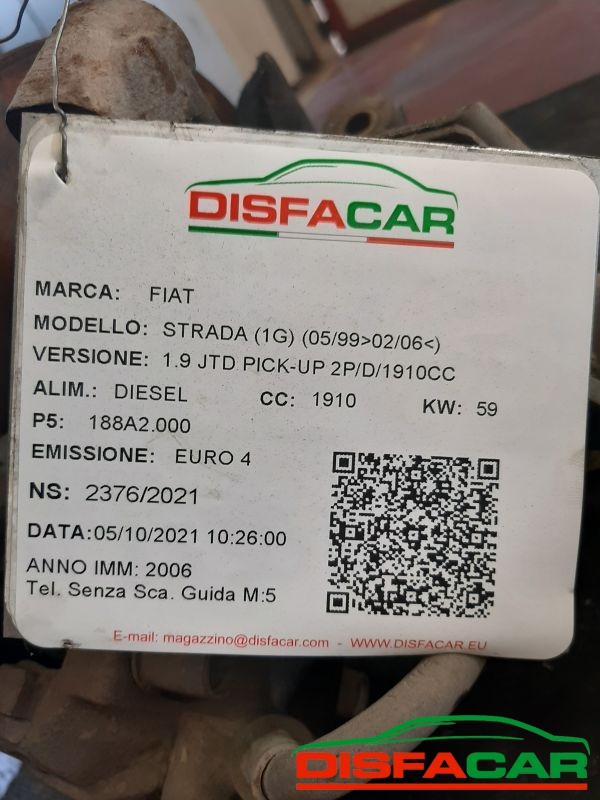 DISFACAR
MARCA: FIAT
MODELLO: STRADA (1G) (05/99>02/06<)
VERSIONE: 1.9 JTD PICK-UP 2P/D/1910CC
ALIM.: DIESEL CC: 1910 KW: 59
P5: 188A2.000
EMISSIONE: EURO 4
NS: 2376/2021
DATA:05/10/2021 10:26:00
ANNO IMM: 2006
Tel. Senza Sca. Guida M:5
E-mail: magazzino@disfacar.com - WWW.DISFACAR.EU
DISFACAR